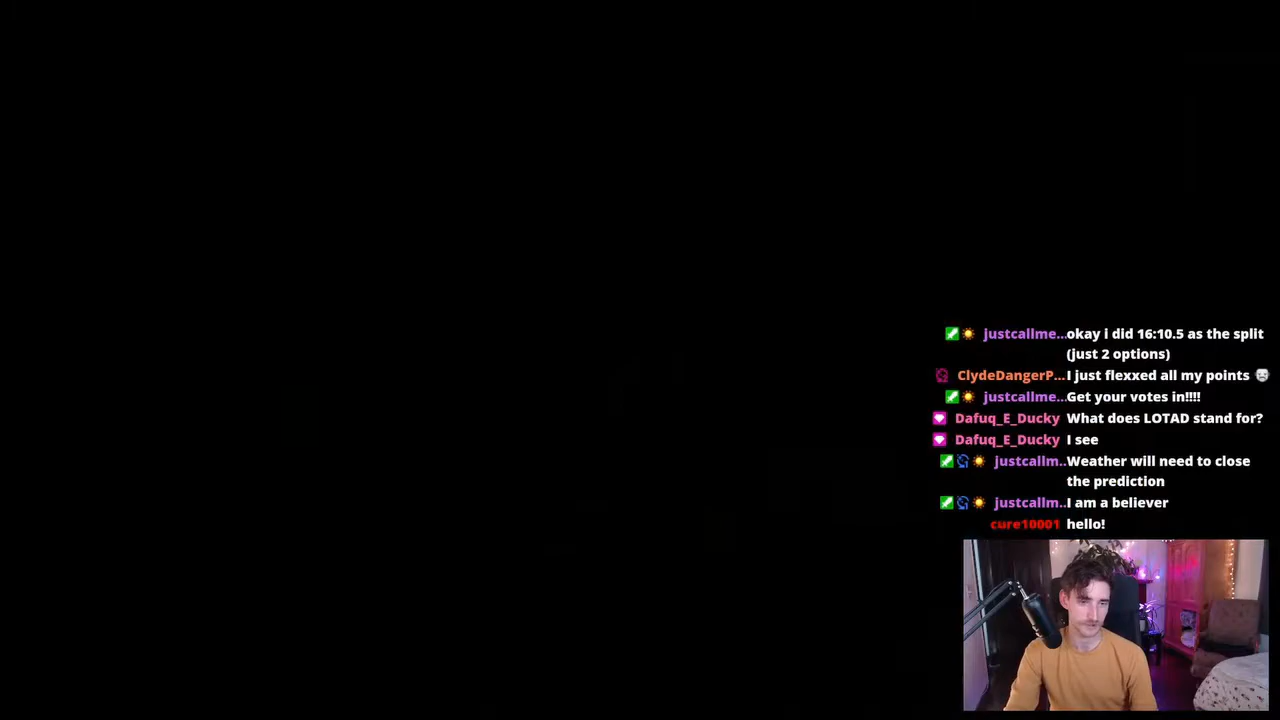 justcallme...okay i did 16:10.5 as the split
(just 2 options)
ClydeDangerP...I just flexxed all my points
justcallme...Get your votes in!!!!
Dafuq_E_Ducky What does LOTAD stand for?
Dafuq_E_Ducky I see
justcallm..Weather will need to close
the prediction
justcallm..I am a believer
cure10001 hello!